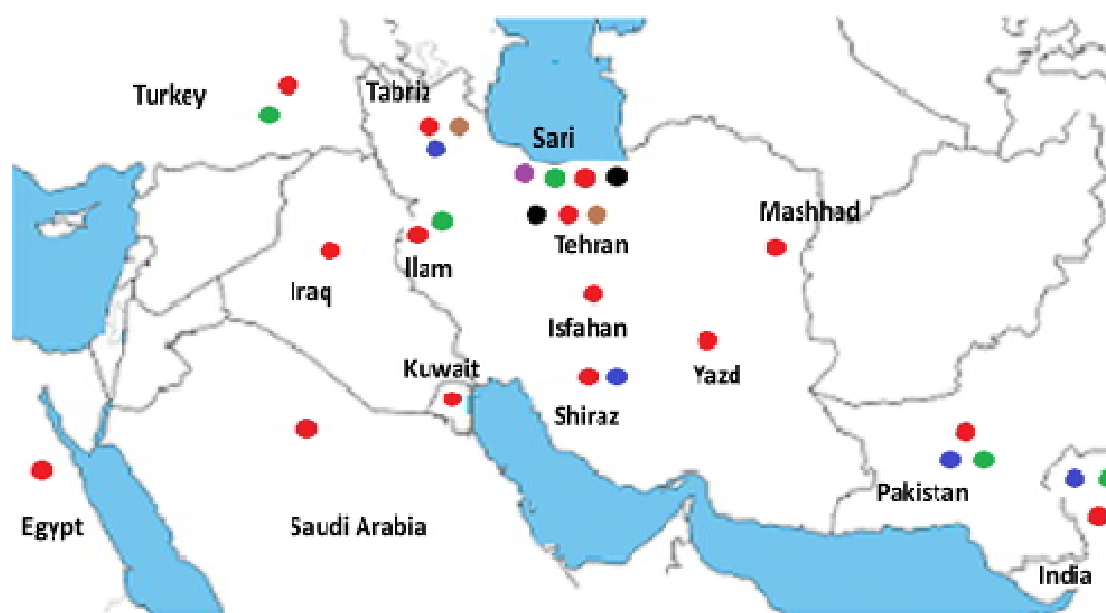 Turkey
Tabriz
Sari
Mashhad
Tehran
Ilam
Iraq
Isfahan
Kuwait
Yazd
Shiraz
Pakistan
Egypt
Saudi Arabia
India